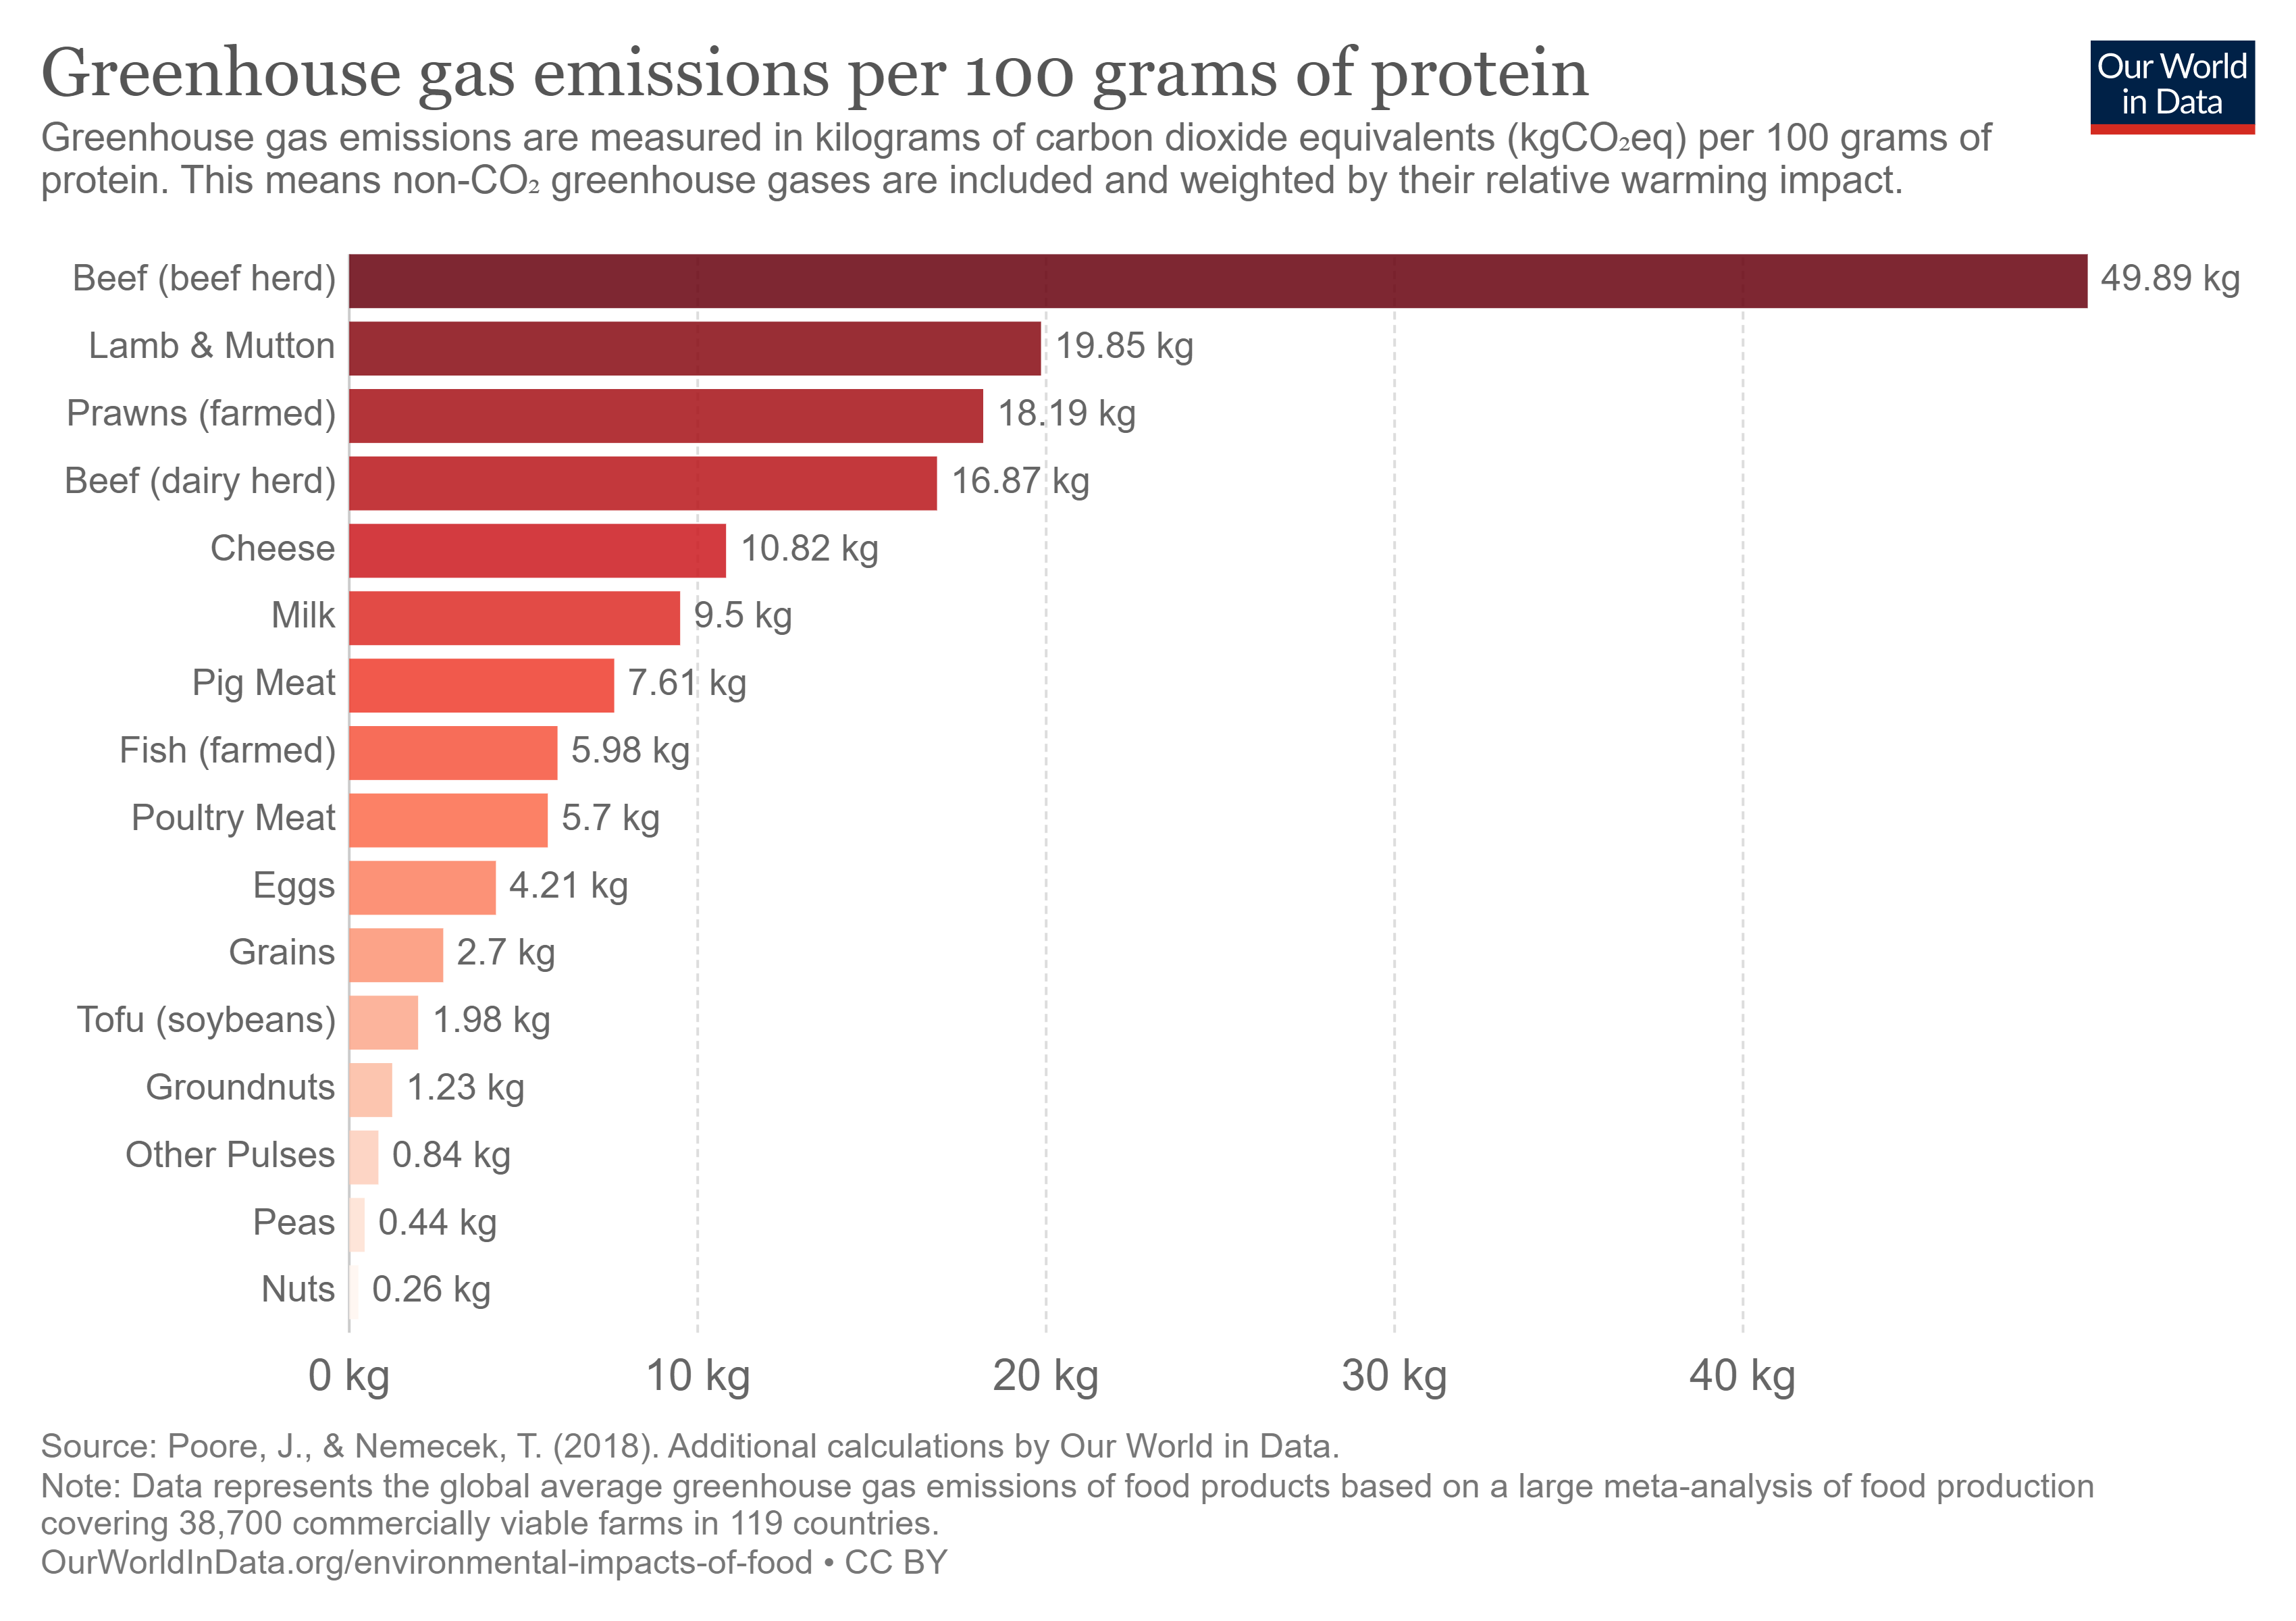 Greenhouse gas emissions per 100 grams of protein
Our World
in Data
Greenhouse gas emissions are measured in kilograms of carbon dioxide equivalents (kgCO₂eq) per 100 grams of
protein. This means non-CO₂ greenhouse gases are included and weighted by their relative warming impact.
Beef (beef herd) 49.89 kg
Lamb & Mutton 19.85 kg
Prawns (farmed) 18.19 kg
Beef (dairy herd) 16.87 kg
Cheese 10.82 kg
Milk 9.5 kg
Pig Meat 7.61 kg
Fish (farmed) 5.98 kg
Poultry Meat 5.7 kg
Eggs 4.21 kg
Grains 2.7 kg
Tofu (soybeans) 1.98 kg
Groundnuts 1.23 kg
Other Pulses 0.84 kg
Peas 0.44 kg
Nuts 0.26 kg
0 kg 10 kg 20 kg 30 kg 40 kg
Source: Poore, J., & Nemecek, T. (2018). Additional calculations by Our World in Data.
Note: Data represents the global average greenhouse gas emissions of food products based on a large meta-analysis of food production
covering 38,700 commercially viable farms in 119 countries.
OurWorldInData.org/environmental-impacts-of-food • CC BY